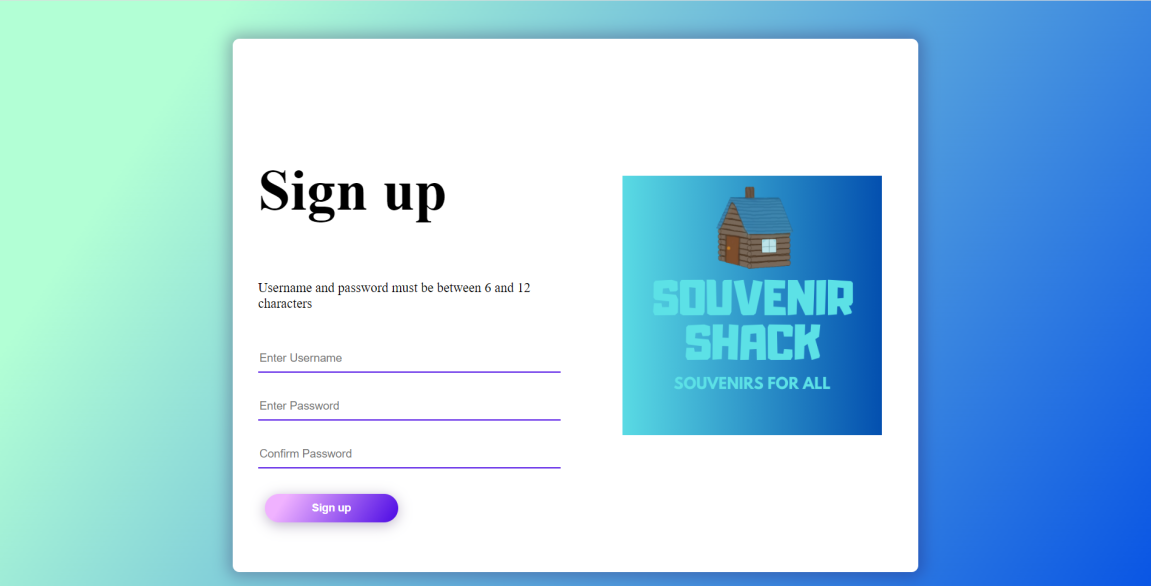 Sign up
Username and password must be between 6 and 12
characters
Enter Username
Enter Password
Confirm Password
Sign up
SOUVENIR
SHACK
SOUVENIRS FOR ALL